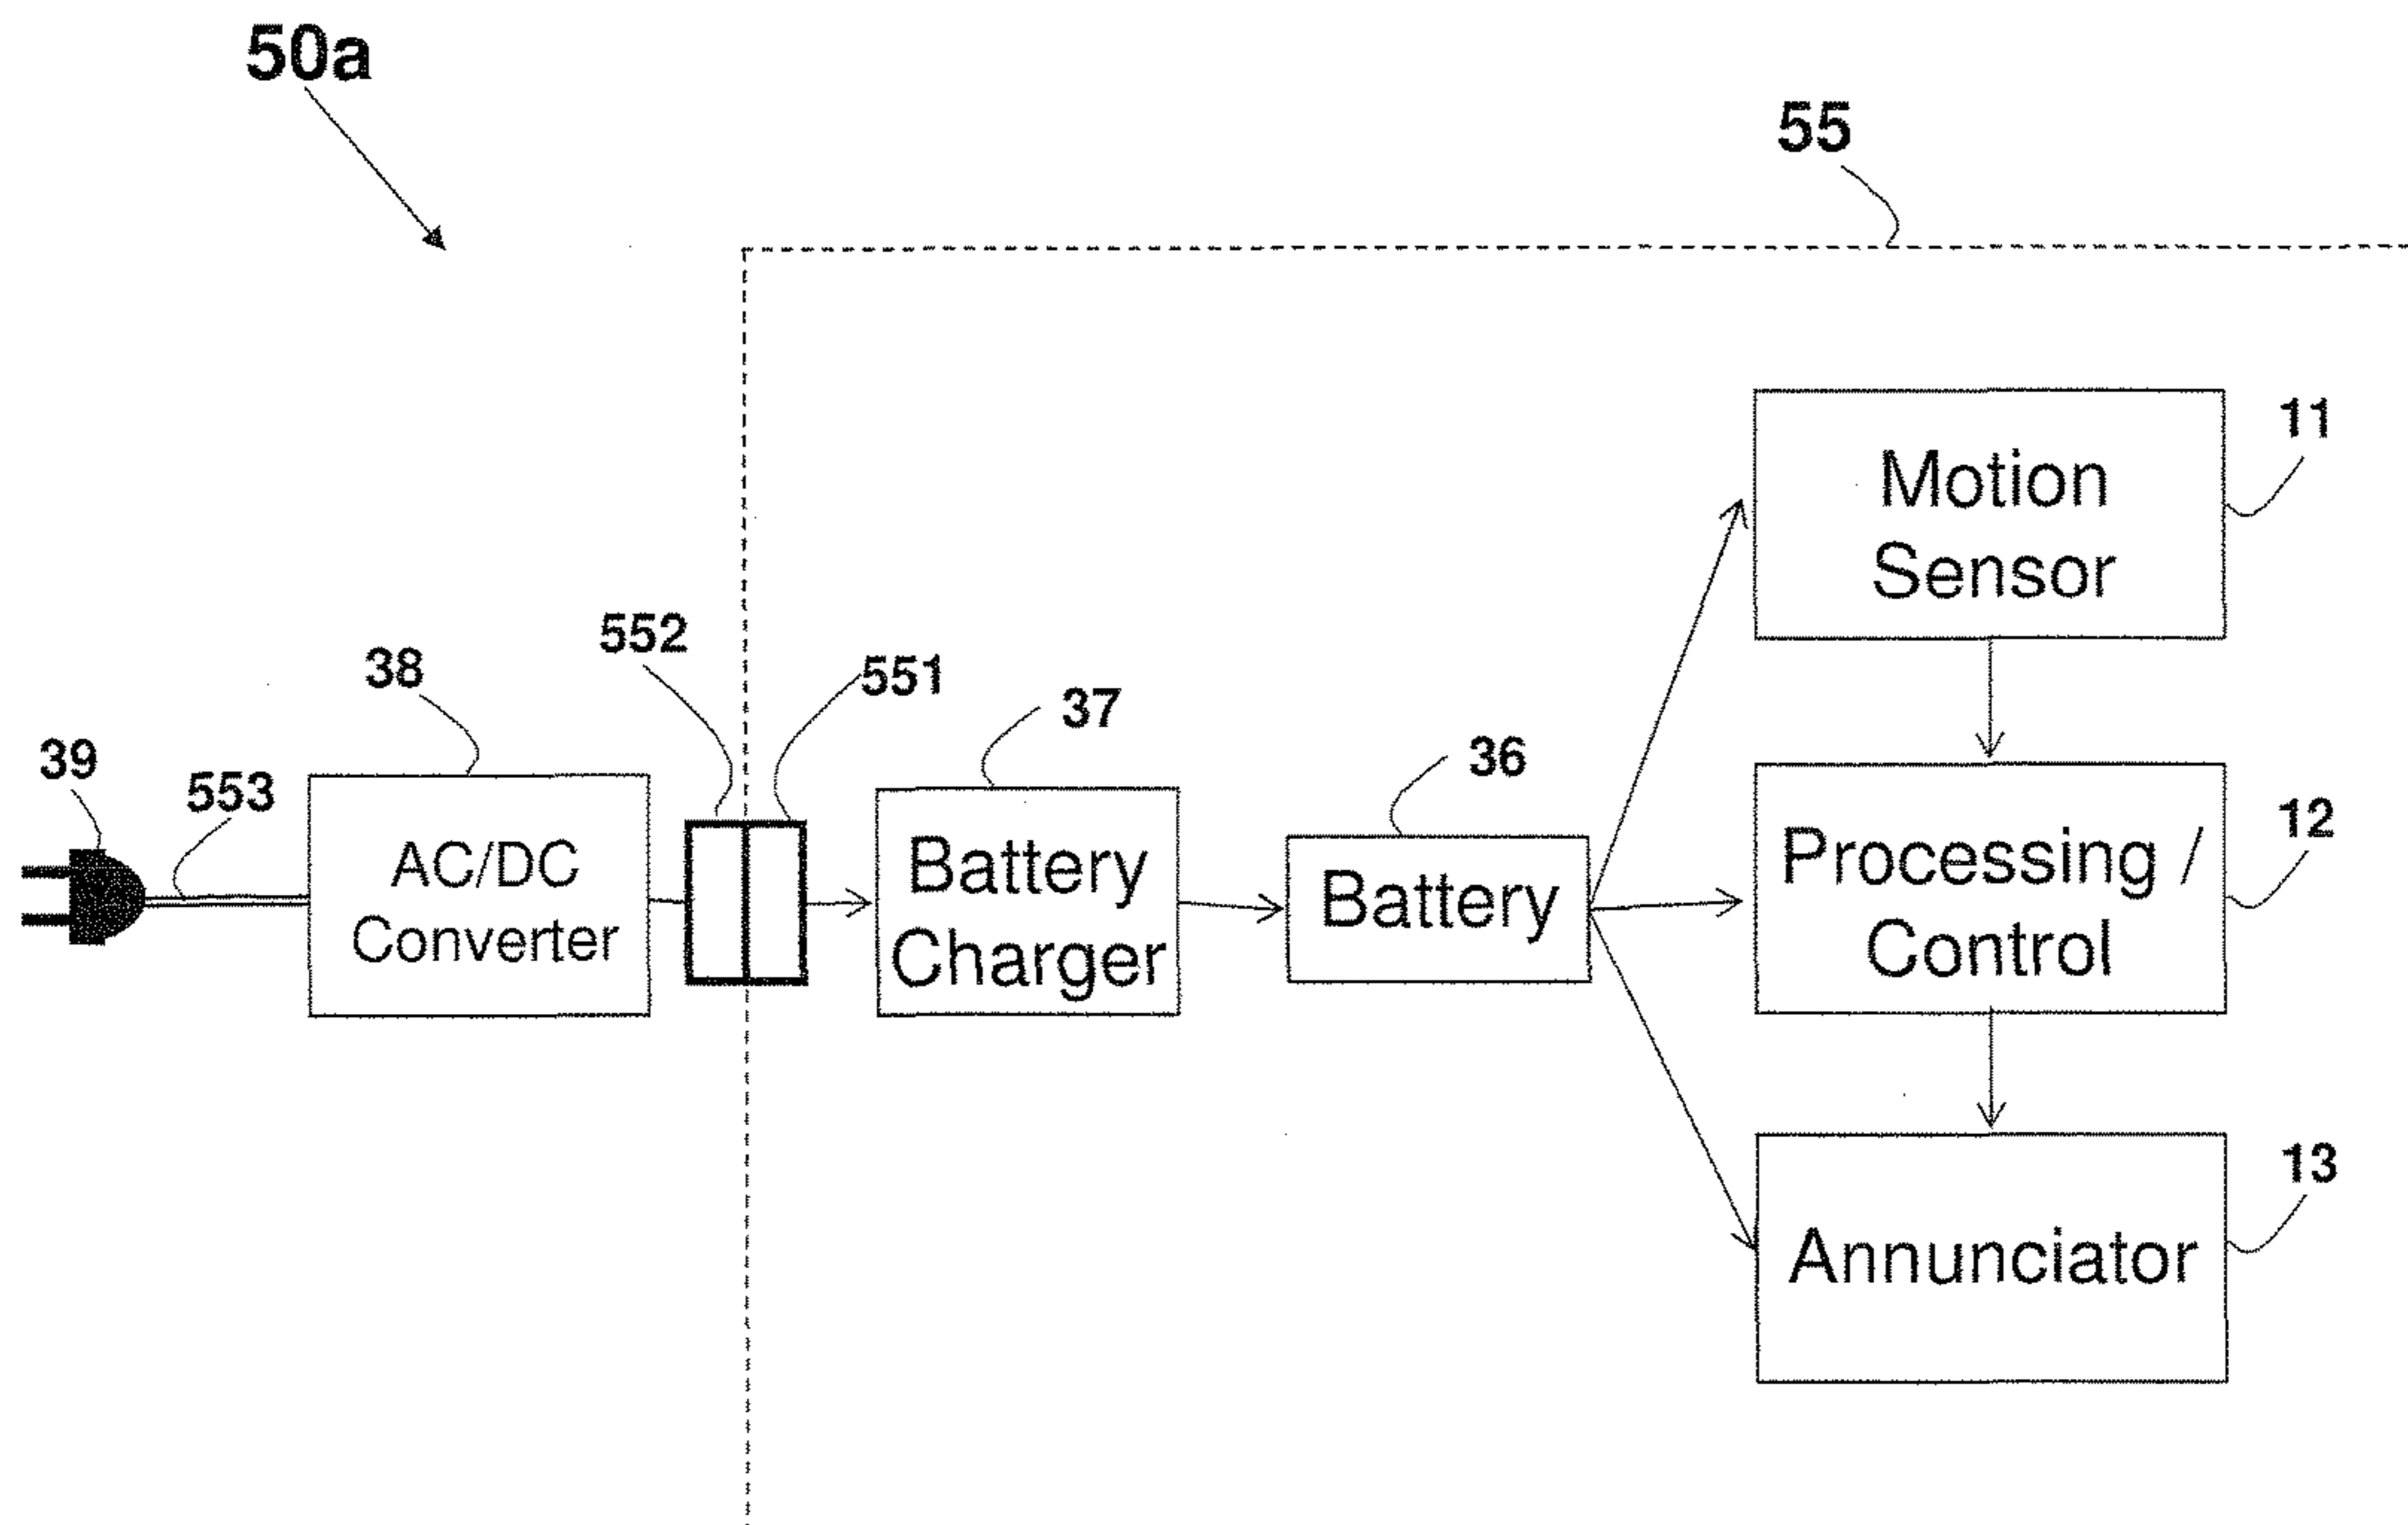 50a
55
11
Motion
Sensor
552
551
38
37
39
553
36
AC/DC
Converter
Battery
Charger
Battery
12
Processing /
Control
13
Annunciator